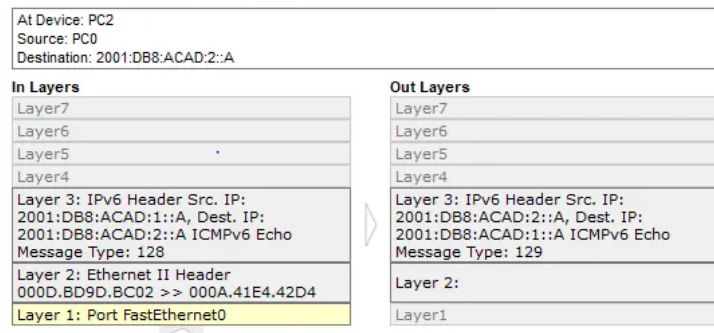 At Device: PC2
Source: PC0
Destination: 2001:DB8:ACAD:2::A
In Layers
Layer7
Layer6
Layer5
Layer4
Layer 3: IPv6 Header Src. IP:
2001:DB8:ACAD:1::A, Dest. IP:
2001:DB8:ACAD:2::A ICMPv6 Echo
Message Type: 128
Layer 2: Ethernet II Header
000D.BD9D.BC02 >> 000A.41E4.42D4
Layer 1: Port FastEthernet0
Out Layers
Layer7
Layer6
Layer5
Layer4
Layer 3: IPv6 Header Src. IP:
2001:DB8:ACAD:2::A, Dest. IP:
2001:DB8:ACAD:1::A ICMPv6 Echo
Message Type: 129
Layer 2:
Layer1